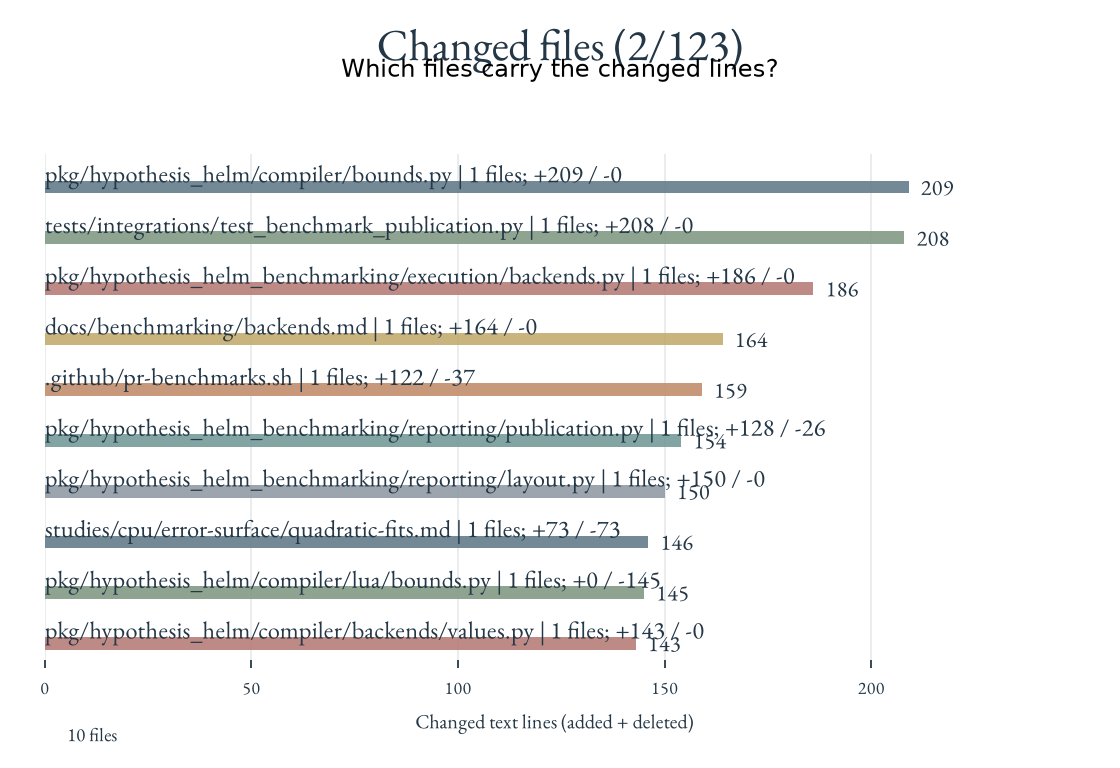 Changed files (2/123)
Which files carry the changed lines?
pkg/hypothesis_helm/compiler/bounds.py | 1 files; +209 / -0
209
tests/integrations/test_benchmark_publication.py | 1 files; +208 / -0
208
pkg/hypothesis_helm_benchmarking/execution/backends.py | 1 files; +186 / -0
186
docs/benchmarking/backends.md | 1 files; +164 / -0
164
.github/pr-benchmarks.sh | 1 files; +122 / -37
159
pkg/hypothesis_helm_benchmarking/reporting/publication.py | 1 files; +128 / -26
154
pkg/hypothesis_helm_benchmarking/reporting/layout.py | 1 files; +150 / -0
150
studies/cpu/error-surface/quadratic-fits.md | 1 files; +73 / -73
146
pkg/hypothesis_helm/compiler/lua/bounds.py | 1 files; +0 / -145
145
pkg/hypothesis_helm/compiler/backends/values.py | 1 files; +143 / -0
143
0 50 100 150 200
Changed text lines (added + deleted)
10 files